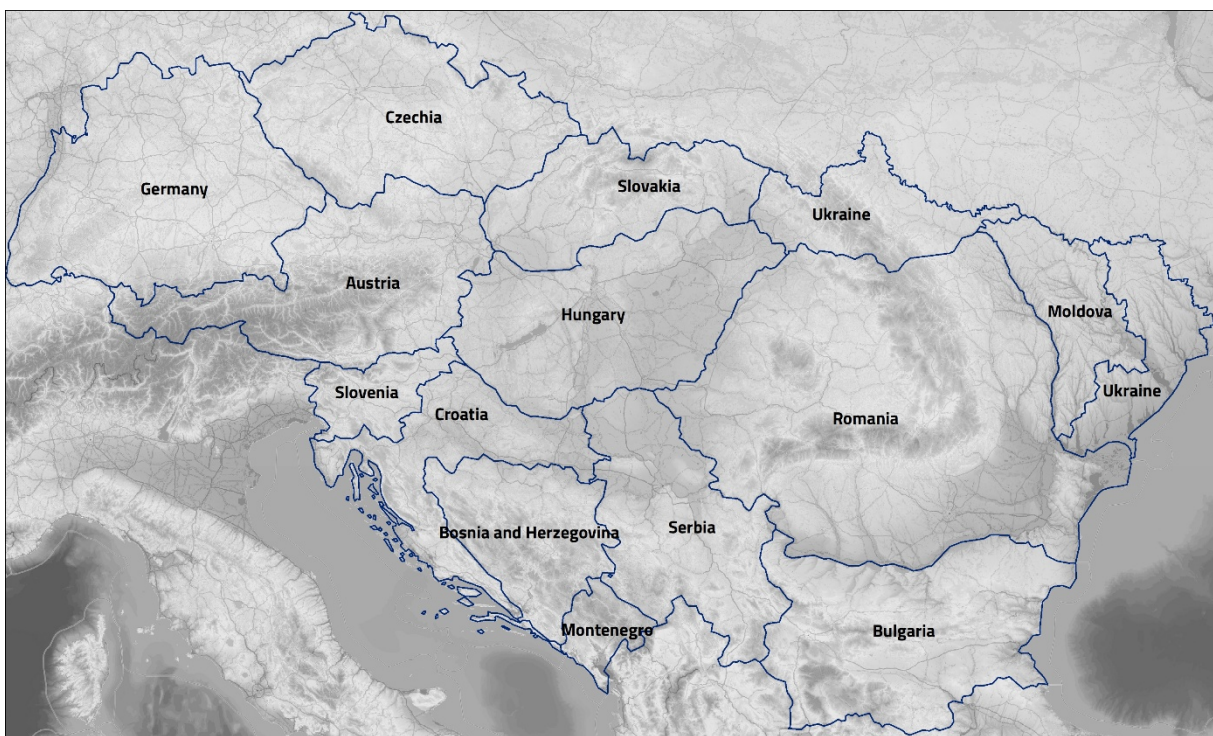 Czechia
Germany
Slovakia
Ukraine
Austria
Hungary
Moldova
Slovenia
Ukraine
Croatia
Romania
Bosnia and Herzegovina
Serbia
Montenegro
Bulgaria